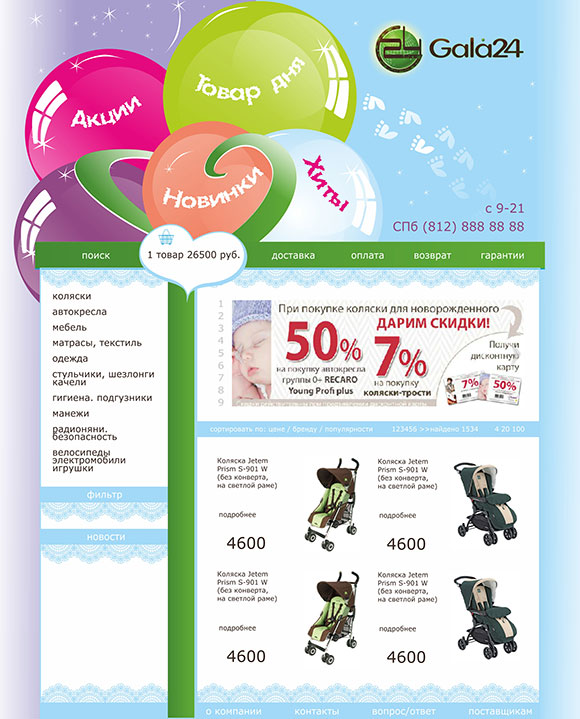 Gala24
Товар дня
Акции
Новинки
Хиты
с 9-21
СПб (812) 888 88 88
поиск
1 товар 26500 руб.
доставка
оплата
возврат
гарантии
коляски
автокресла
мебель
матрасы, текстиль
одежда
стульчики, шезлонги
качели
гигиена. подгузники
манежи
радионяни.
безопасность
велосипеды
электромобили
игрушки
фильтр
новости
1
2
3
4
5
6
7
8
9
При покупке коляски для новорожденного
ДАРИМ СКИДКИ!
50%
на покупку автокресла
группы 0+ RECARO
Young Profi plus
7%
на покупку
коляски-трости
Получи
дисконтную
карту
7%
50%
сортировать по: цене / бренду / популярности
123456 >>найдено 1534
4 20 100
Коляска Jetem
Prism S-901 W
(без конверта,
на светлой раме)
подробнее
4600
Коляска Jetem
Prism S-901 W
(без конверта,
на светлой раме)
подробнее
4600
Коляска Jetem
Prism S-901 W
(без конверта,
на светлой раме)
подробнее
4600
Коляска Jetem
Prism S-901 W
(без конверта,
на светлой раме)
подробнее
4600
о компании
контакты
вопрос/ответ
поставщикам